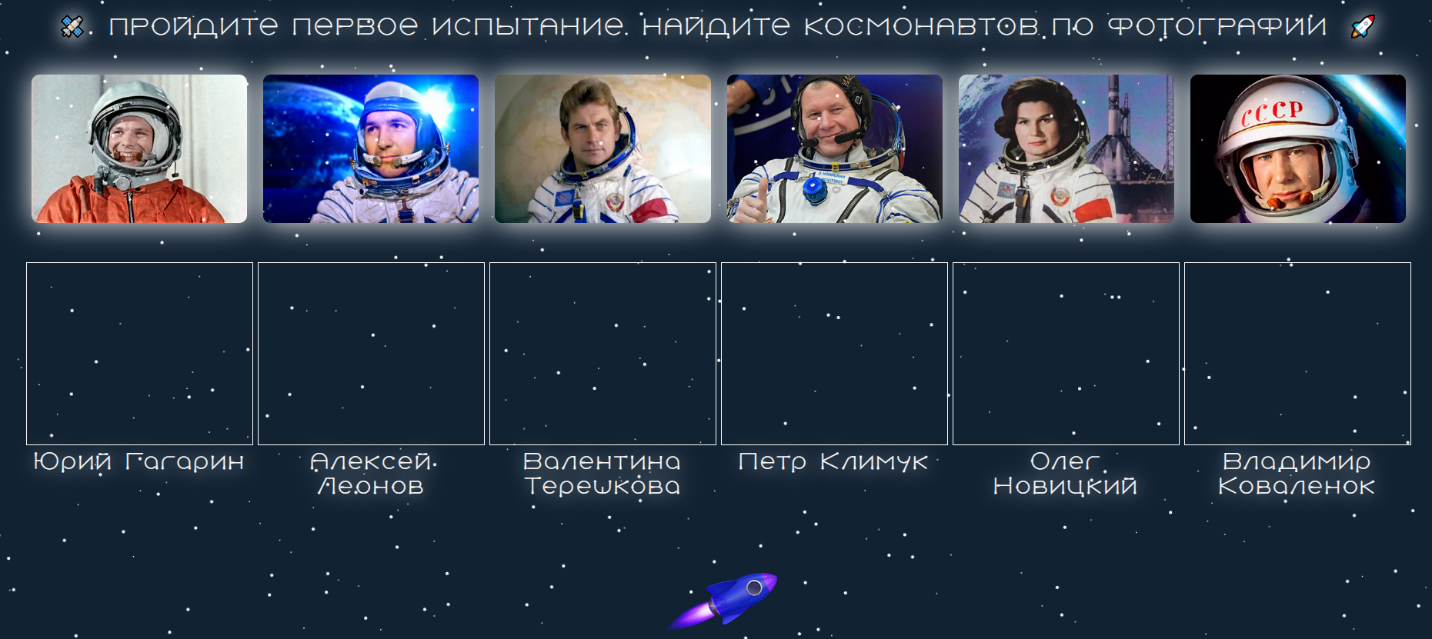 ПРОЙДИТЕ ПЕРВОЕ ИСПЫТАНИЕ. НАЙДИТЕ КОСМОНАВТОВ ПО ФОТОГРАФИИ
СССР
Юрий Гагарин
Алексей
Леонов
Валентина
Терешкова
Петр Климук
Олег
Новицкий
Владимир
Коваленок